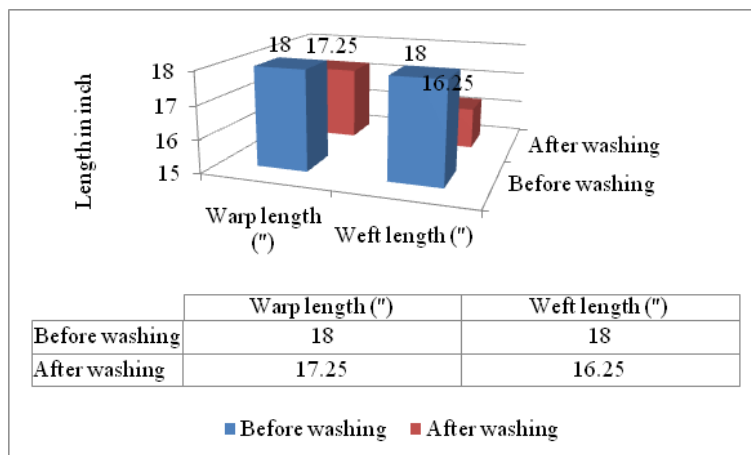 18 17.25 18 16.25
Length in inch
18
17
16
15
After washing
Before washing
Warp length
(")
Weft length (")
Warp length (") Weft length (")
Before washing 18 18
After washing 17.25 16.25
Before washing After washing